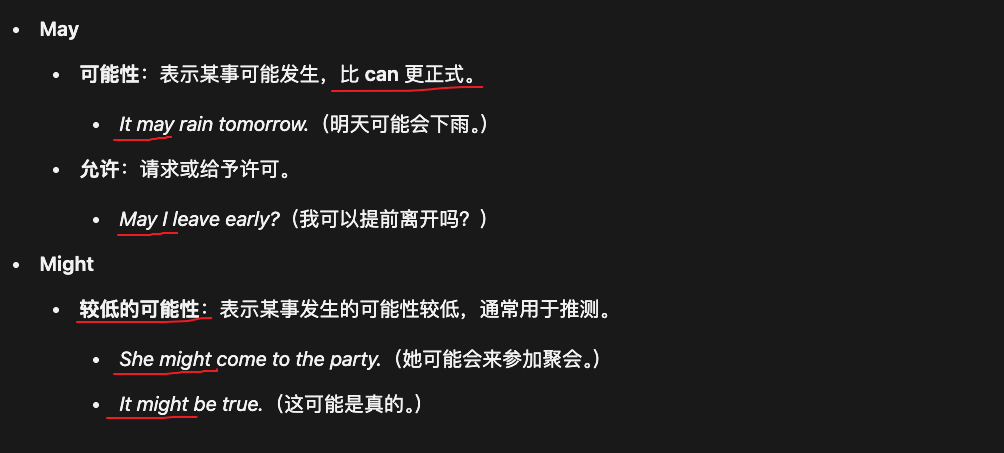 May
可能性：表示某事可能发生，比 can 更正式。
It may rain tomorrow.（明天可能会下雨。）
允许：请求或给予许可。
May I leave early?（我可以提前离开吗？）
Might
较低的可能性：表示某事发生的可能性较低，通常用于推测。
She might come to the party.（她可能会来参加聚会。）
It might be true.（这可能是真的。）